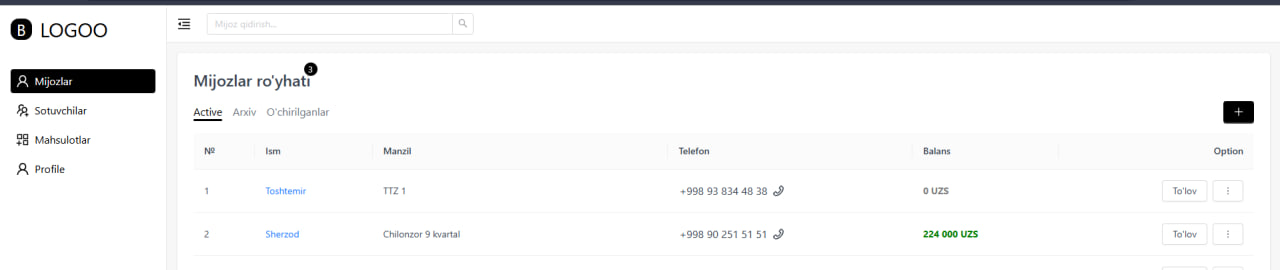 B LOGOO
Mijoz qidirish...
Mijozlar
Sotuvchilar
Mahsulotlar
Profile
Mijozlar ro'yhati 3
Active Arxiv O'chirilganlar
+
№ Ism Manzil Telefon Balans Option
1 Toshtemir TTZ 1 +998 93 834 48 38 0 UZS To'lov
2 Sherzod Chilonzor 9 kvartal +998 90 251 51 51 224 000 UZS To'lov